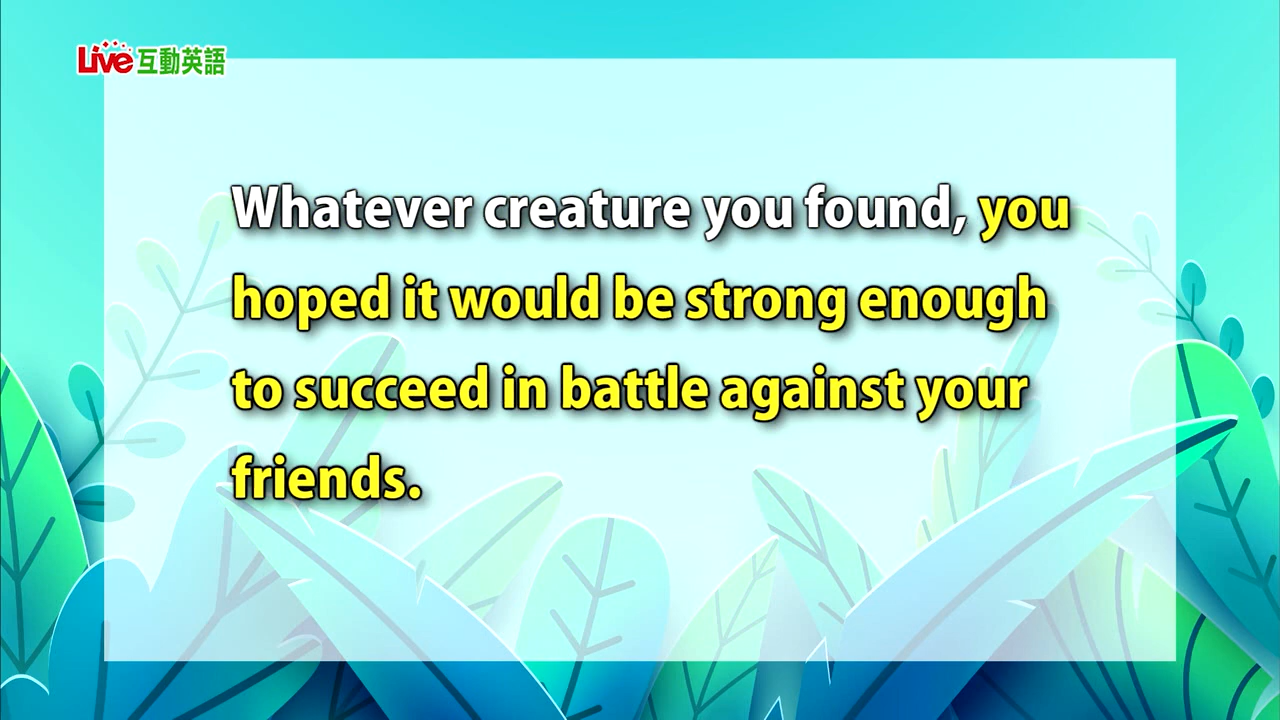 Live互動英語
Whatever creature you found, you
hoped it would be strong enough
to succeed in battle against your
friends.